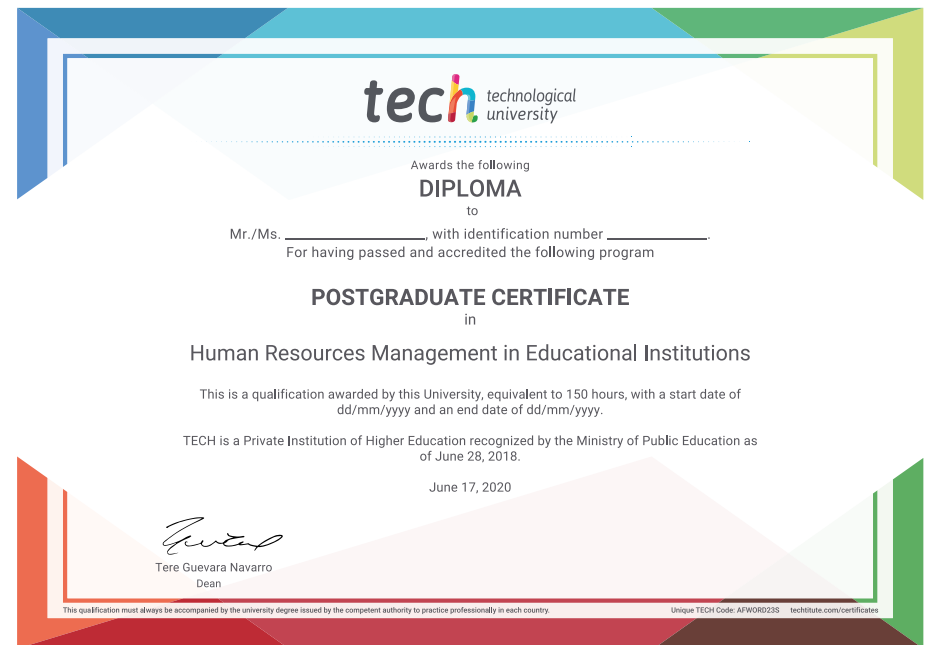 tech technological
university
Awards the following
DIPLOMA
to
Mr./Ms. ____________________, with identification number ______________.
For having passed and accredited the following program
POSTGRADUATE CERTIFICATE
in
Human Resources Management in Educational Institutions
This is a qualification awarded by this University, equivalent to 150 hours, with a start date of
dd/mm/yyyy and an end date of dd/mm/yyyy.
TECH is a Private Institution of Higher Education recognized by the Ministry of Public Education as
of June 28, 2018.
June 17, 2020
Tere Guevara Navarro
Dean
This qualification must always be accompanied by the university degree issued by the competent authority to practice professionally in each country.
Unique TECH Code: AFWORD23S techtitute.com/certificates